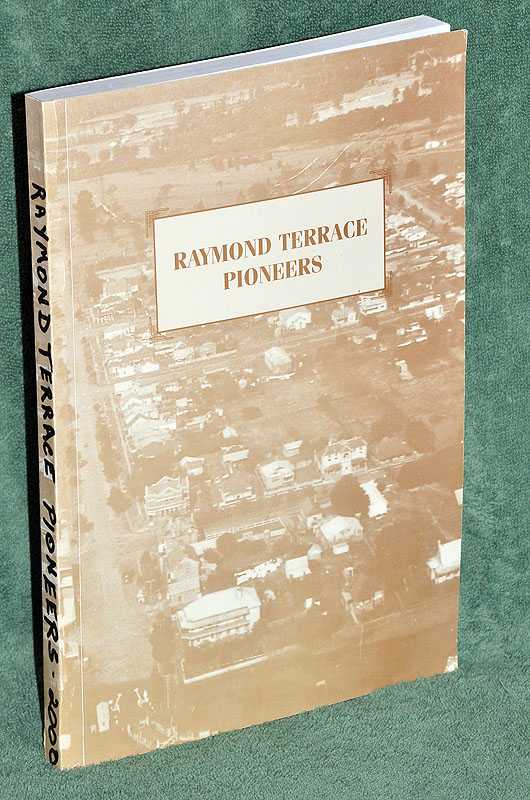 RAYMOND TERRACE
PIONEERS
RAYMOND TERRACE PIONEERS - 2000